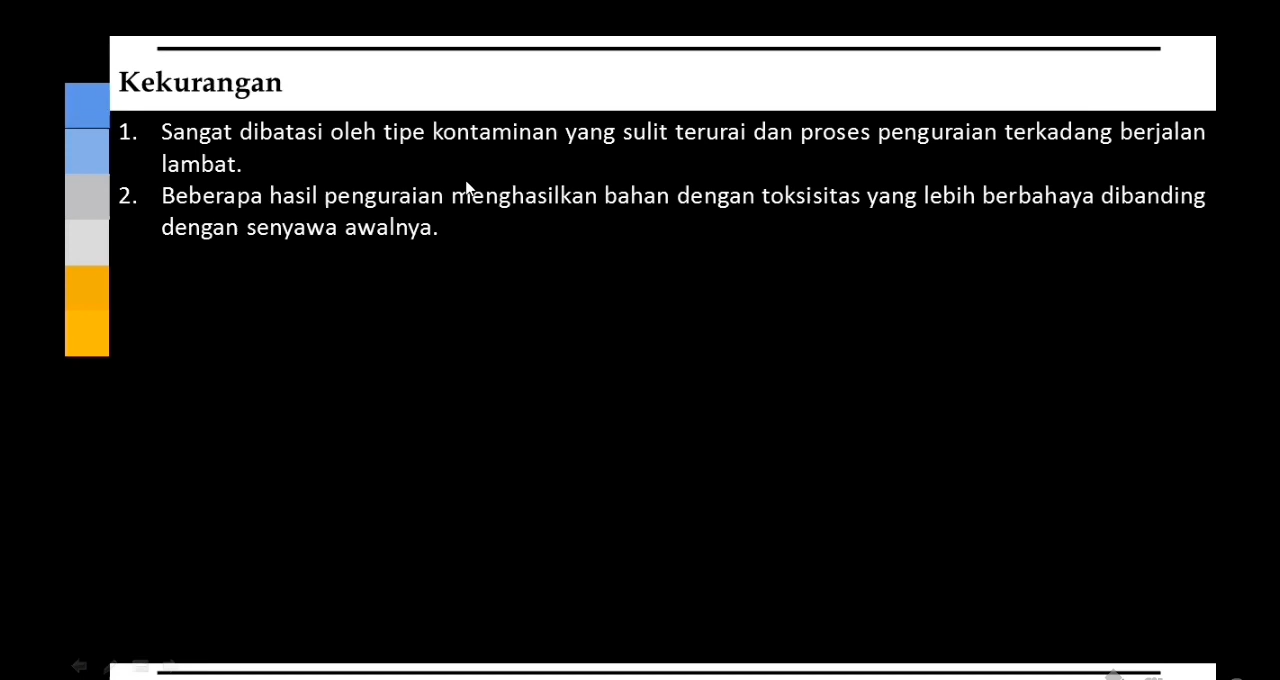 Kekurangan
1. Sangat dibatasi oleh tipe kontaminan yang sulit terurai dan proses penguraian terkadang berjalan
lambat.
2. Beberapa hasil penguraian menghasilkan bahan dengan toksisitas yang lebih berbahaya dibanding
dengan senyawa awalnya.